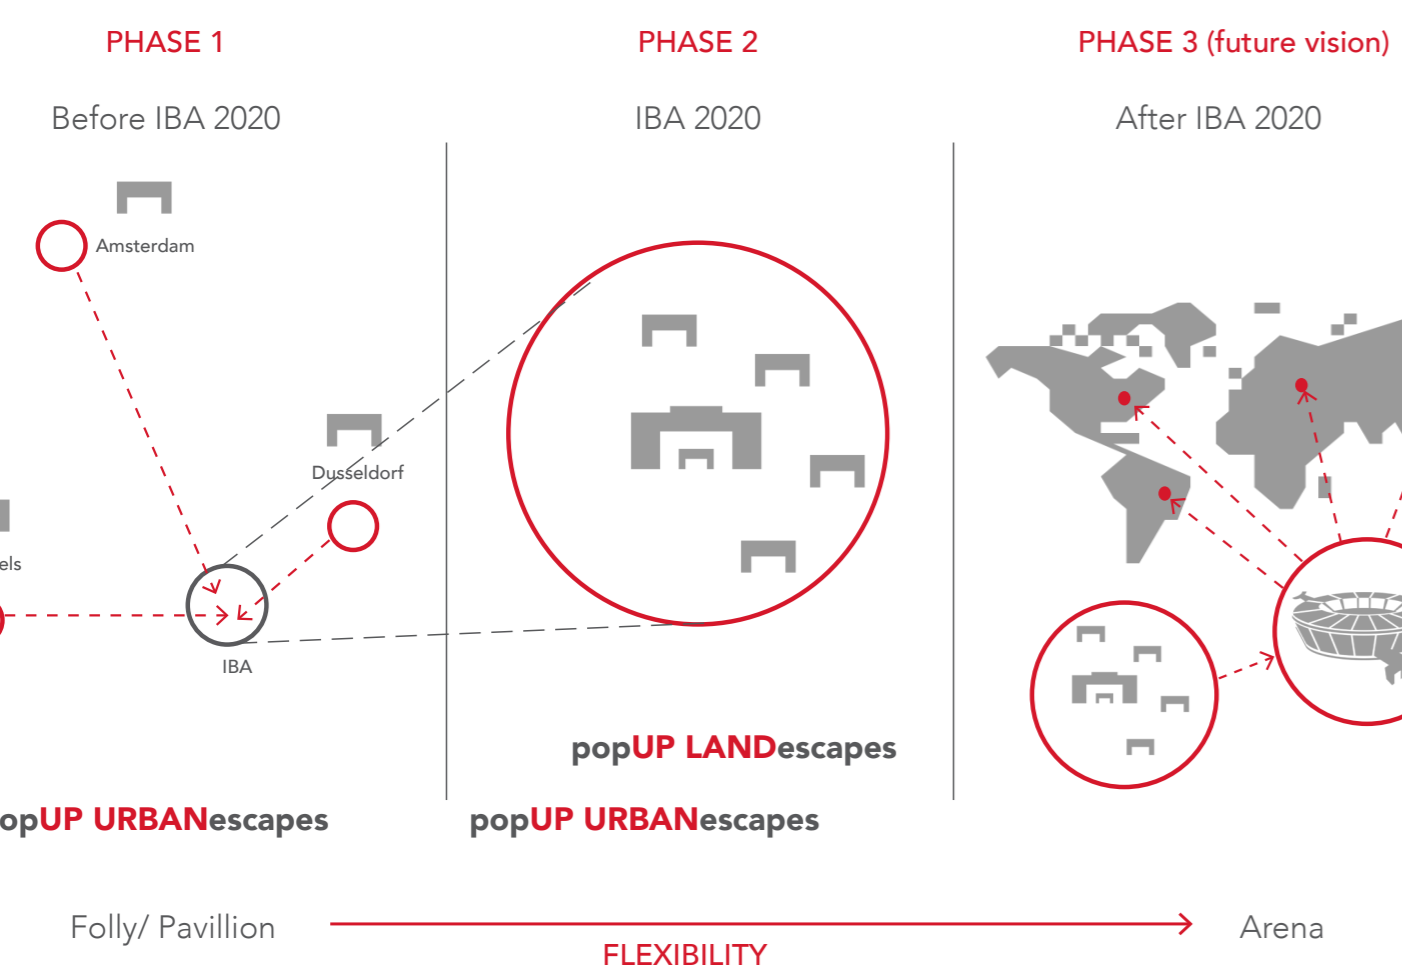 PHASE 1
PHASE 2
PHASE 3 (future vision)
Before IBA 2020
IBA 2020
After IBA 2020
Amsterdam
Dusseldorf
els
IBA
popUP LANDescapes
opUP URBANescapes
popUP URBANescapes
Folly/ Pavillion
FLEXIBILITY
Arena